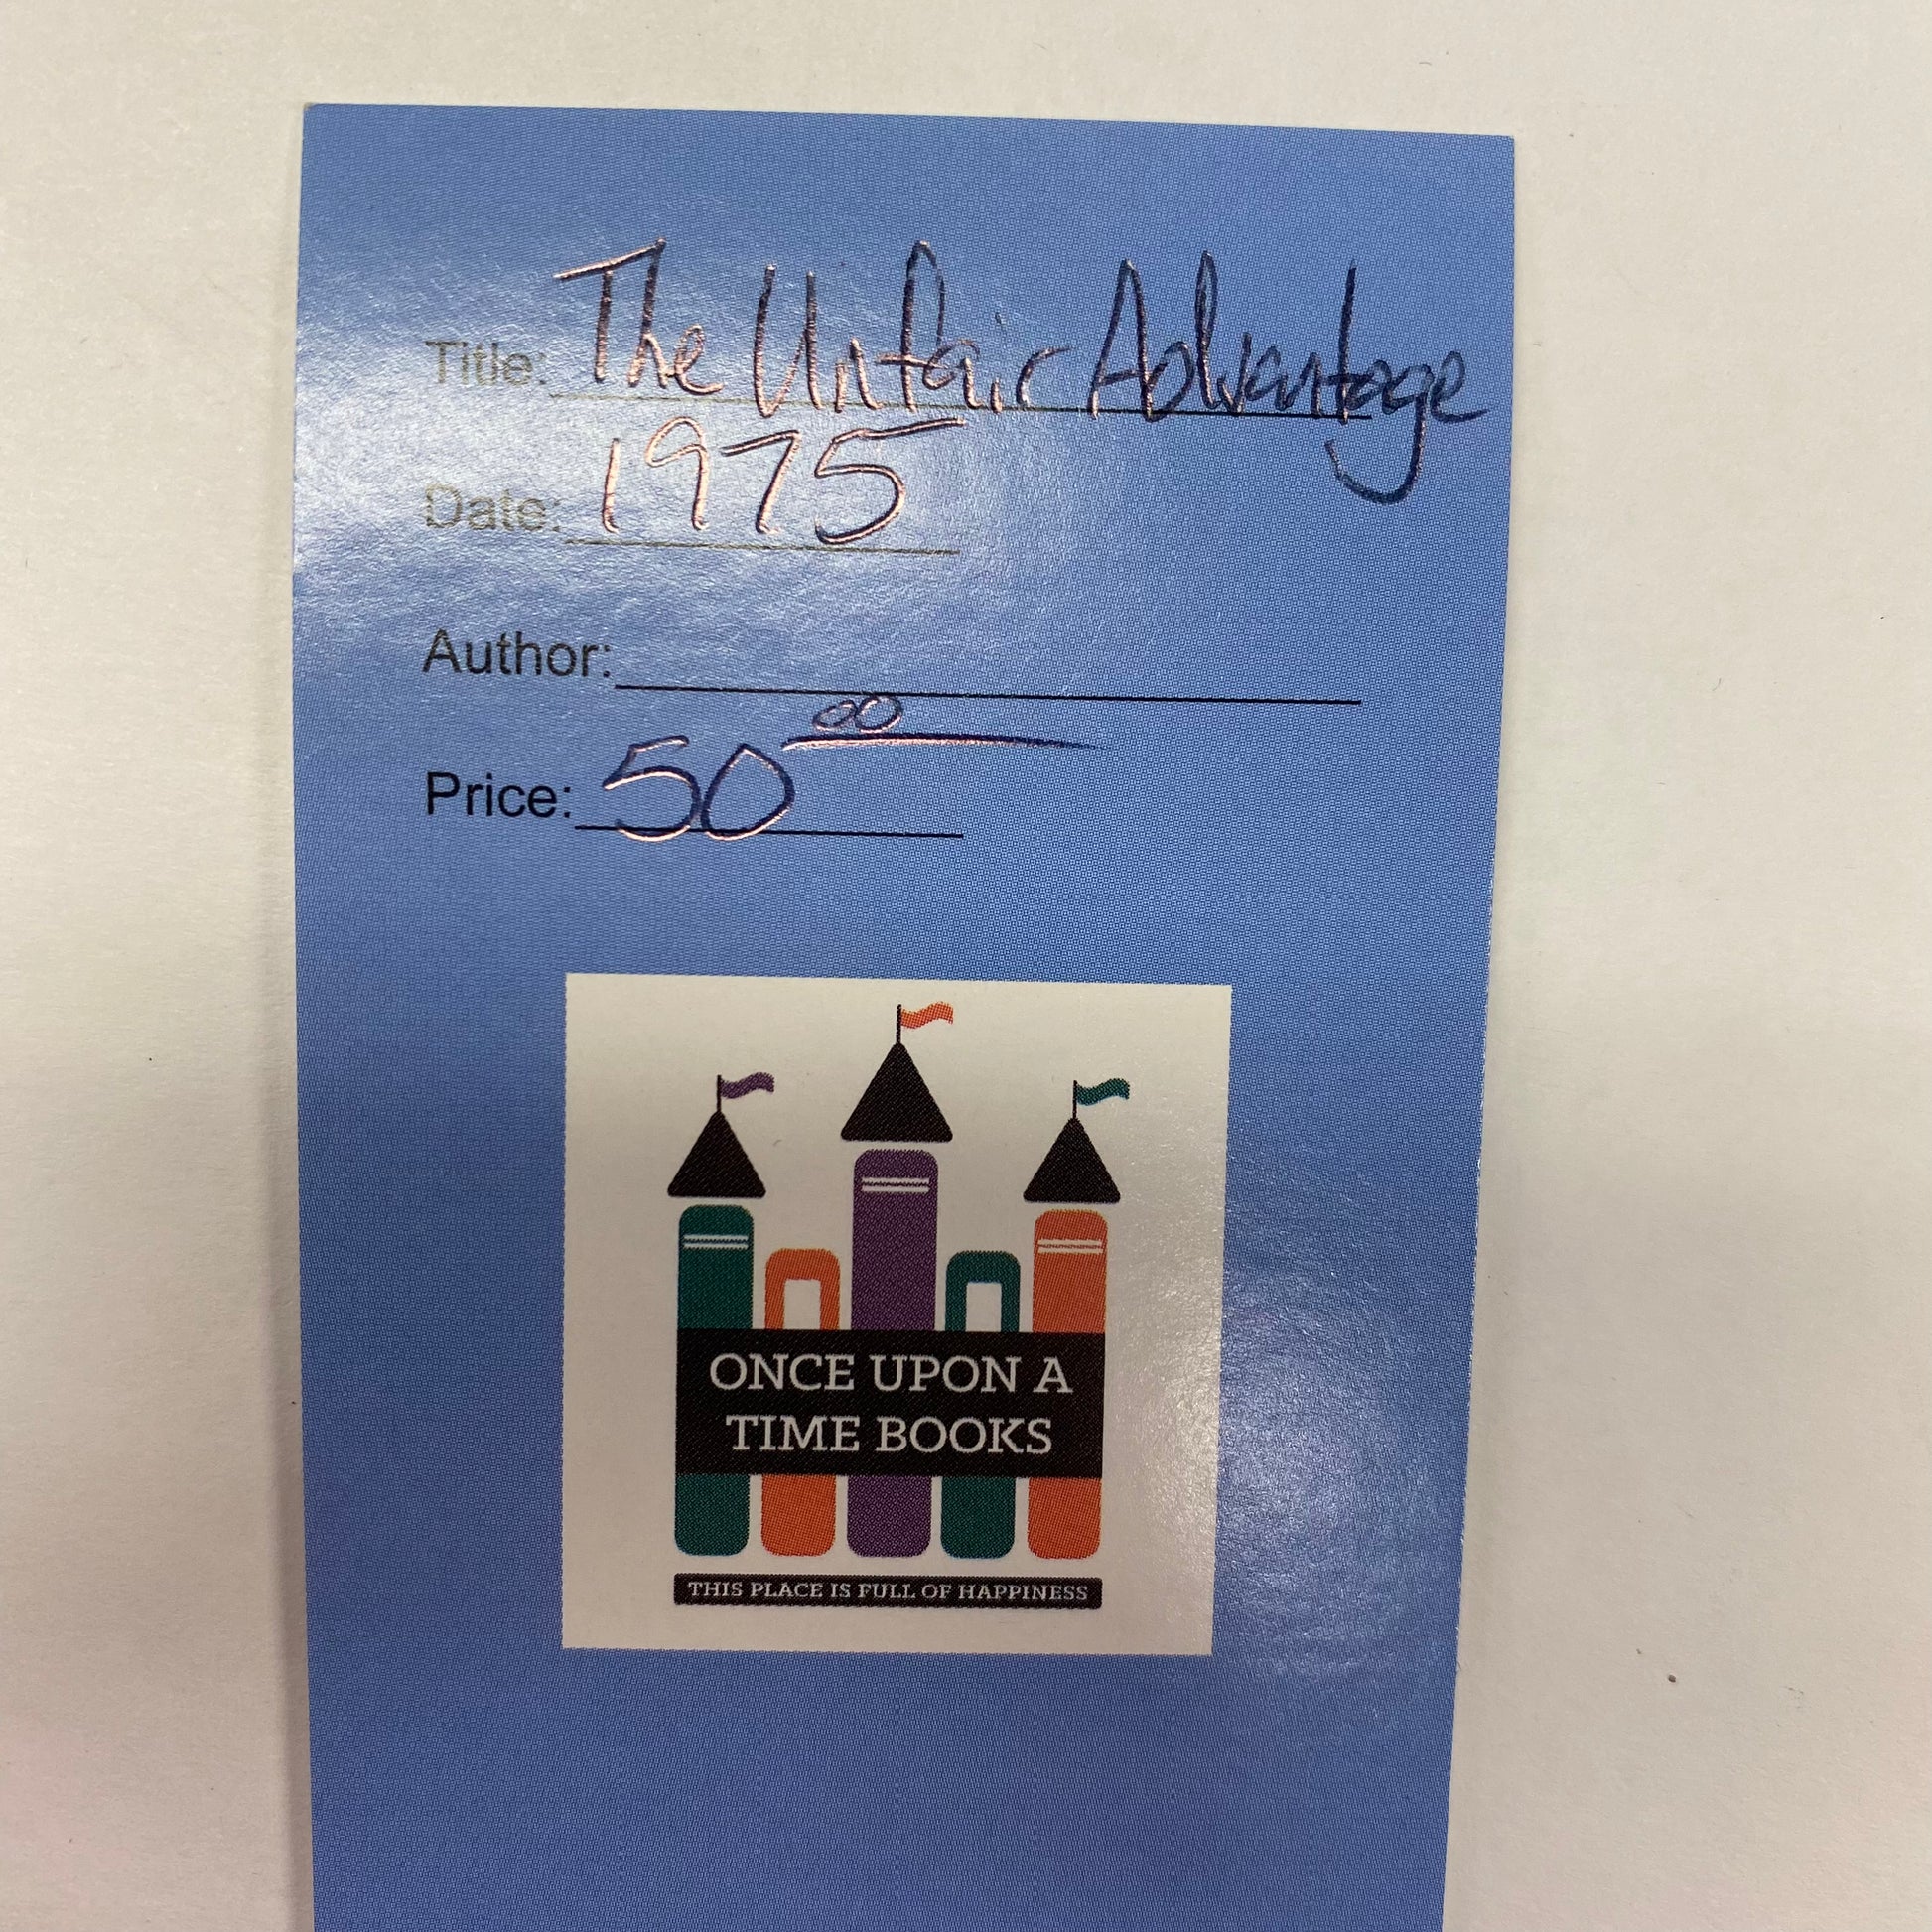 Title: The Unfair Advantage
Date: 1975
Author:
Price: 50 00
ONCE UPON A
TIME BOOKS
THIS PLACE IS FULL OF HAPPINESS